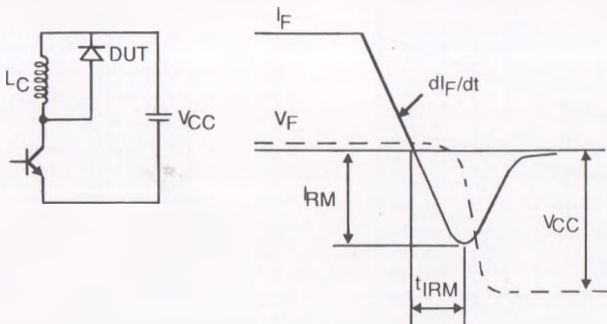 DUT
L_C
V_CC
I_F
dI_F/dt
V_F
I_RM
V_CC
t_IRM